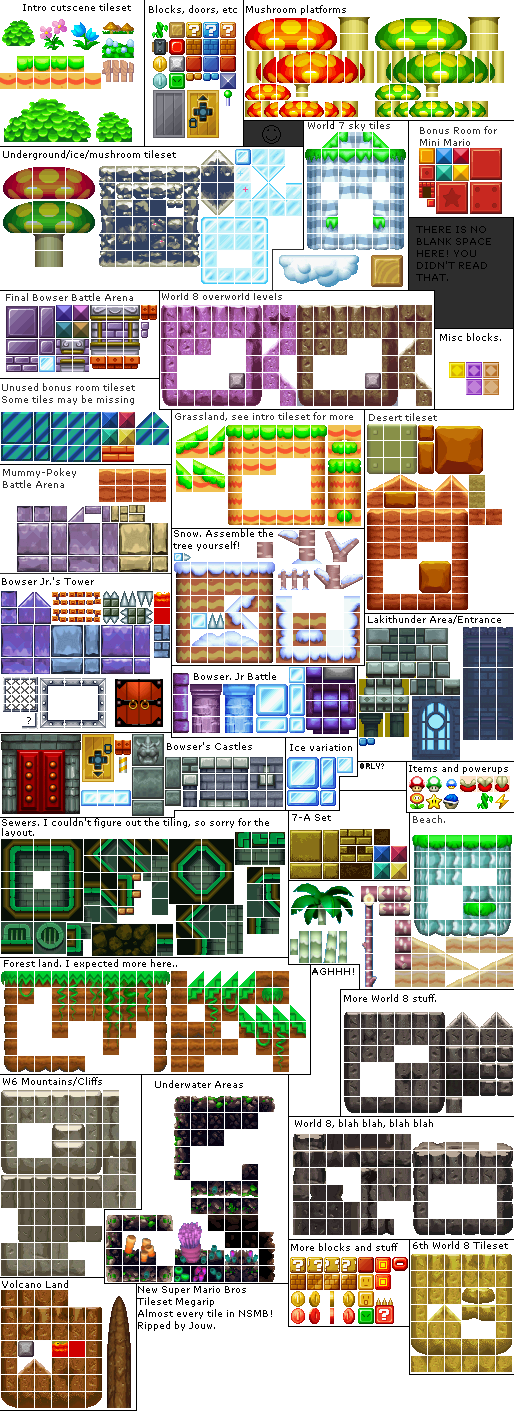 Intro cutscene tileset
Blocks, doors, etc
Mushroom platforms
World 7 sky tiles
Bonus Room for
Mini Mario
Underground/ice/mushroom tileset
THERE IS NO
BLANK SPACE
HERE! YOU
DIDN'T READ
THAT.
Final Bowser Battle Arena
World 8 overworld levels
Misc blocks.
Unused bonus room tileset
Some tiles may be missing
Grassland, see intro tileset for more
Desert tileset
Mummy-Pokey
Battle Arena
Snow. Assemble the
tree yourself!
Bowser Jr.'s Tower
Lakithunder Area/Entrance
Bowser. Jr Battle
?
Bowser's Castles
Ice variation
ORLY?
Items and powerups
Sewers. I couldn't figure out the tiling, so sorry for the
layout.
7-A Set
Beach.
AGHHH!
Forest land. I expected more here..
More World 8 stuff.
W6 Mountains/Cliffs
Underwater Areas
World 8, blah blah, blah blah
More blocks and stuff
6th World 8 Tileset
Volcano Land
New Super Mario Bros
Tileset Megarip
Almost every tile in NSMB!
Ripped by Jouw.